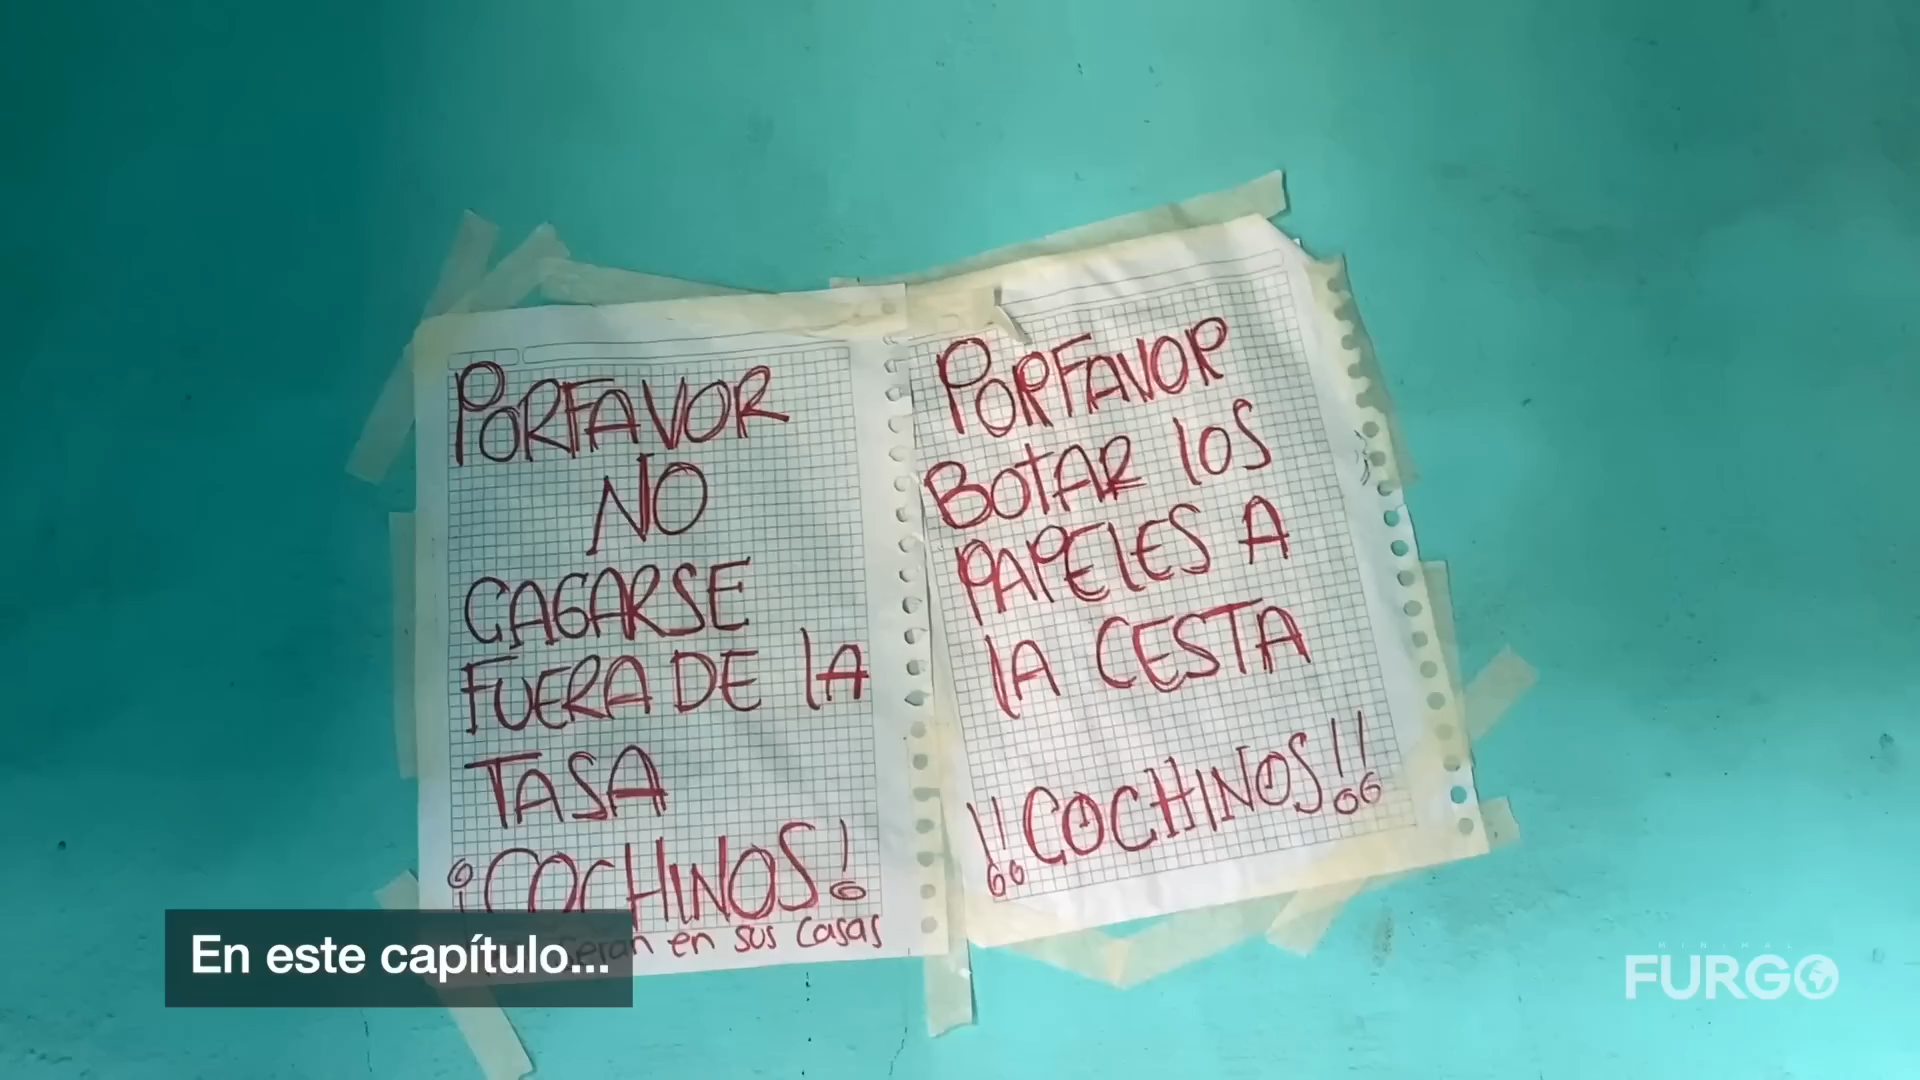 PORFAVOR
NO
CAGARSE
FUERA DE LA
TASA
¡COCHINOS!
en sus casas
PORFAVOR
BOTAR LOS
PAPELES A
LA CESTA
¡¡COCHINOS!!
En este capítulo...
MINIMAL
FURGO